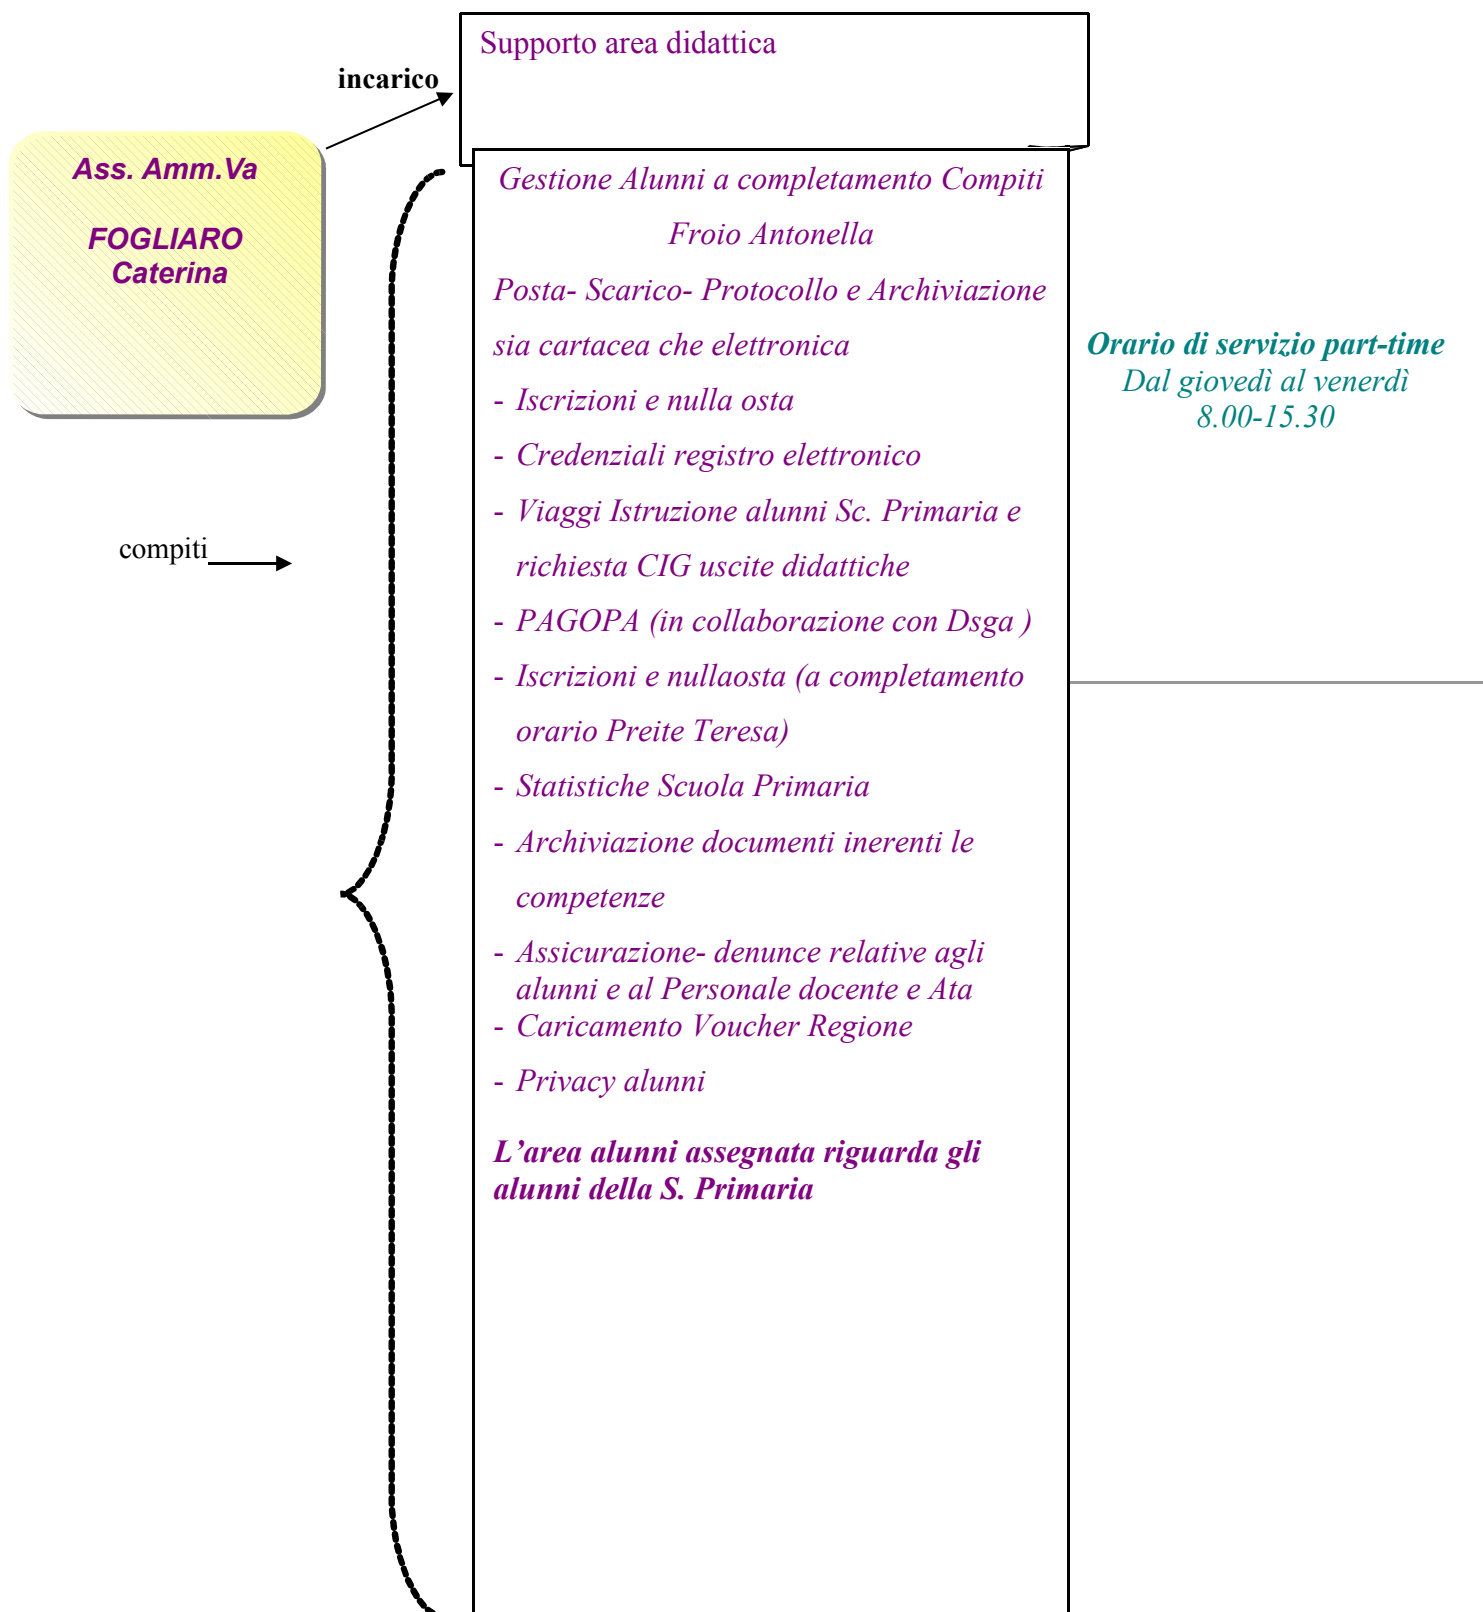 Supporto area didattica
incarico
Ass. Amm.Va
FOGLIARO
Caterina
compiti
Gestione Alunni a completamento Compiti
Froio Antonella
Posta- Scarico- Protocollo e Archiviazione
sia cartacea che elettronica
- Iscrizioni e nulla osta
- Credenziali registro elettronico
- Viaggi Istruzione alunni Sc. Primaria e
richiesta CIG uscite didattiche
- PAGOPA (in collaborazione con Dsga )
- Iscrizioni e nullaosta (a completamento
orario Preite Teresa)
- Statistiche Scuola Primaria
- Archiviazione documenti inerenti le
competenze
- Assicurazione- denunce relative agli
alunni e al Personale docente e Ata
- Caricamento Voucher Regione
- Privacy alunni
L’area alunni assegnata riguarda gli
alunni della S. Primaria
Orario di servizio part-time
Dal giovedì al venerdì
8.00-15.30